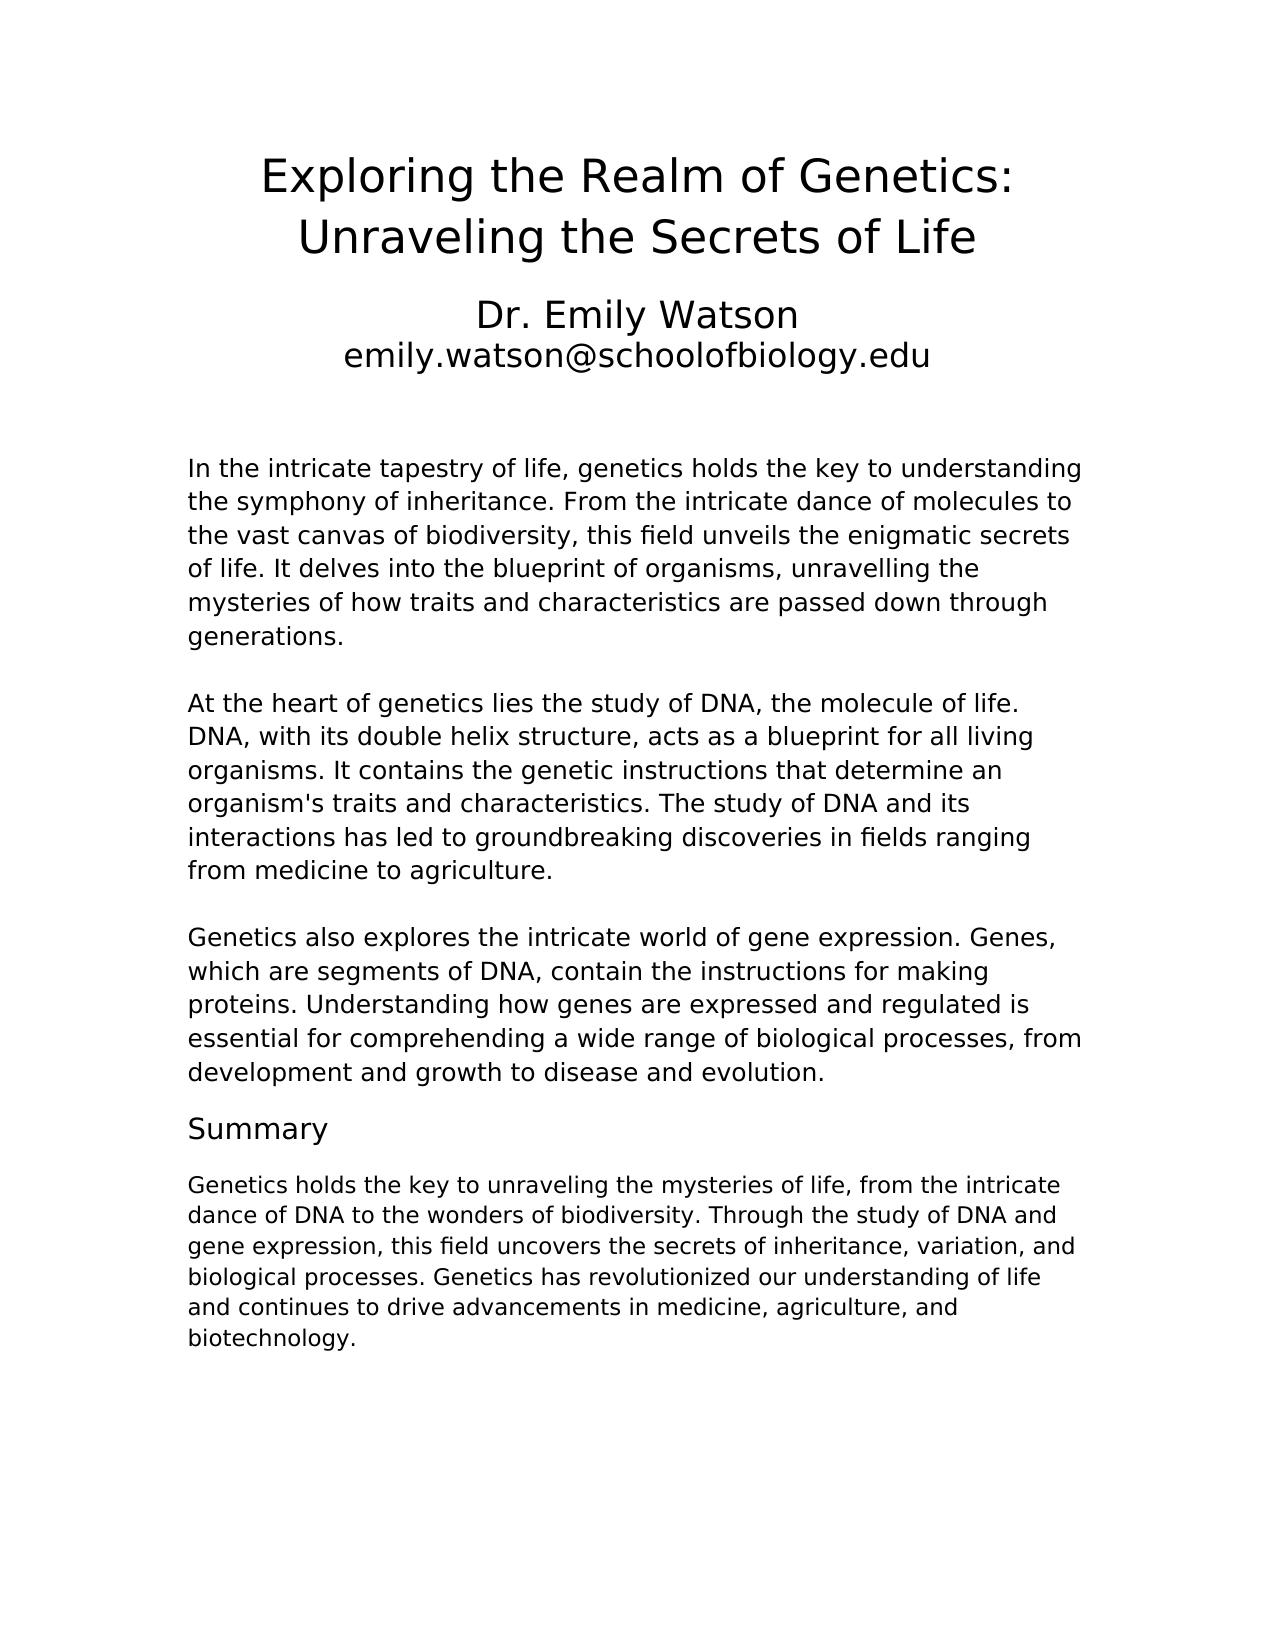 Exploring the Realm of Genetics:
Unraveling the Secrets of Life
Dr. Emily Watson
emily.watson@schoolofbiology.edu
In the intricate tapestry of life, genetics holds the key to understanding
the symphony of inheritance. From the intricate dance of molecules to
the vast canvas of biodiversity, this field unveils the enigmatic secrets
of life. It delves into the blueprint of organisms, unravelling the
mysteries of how traits and characteristics are passed down through
generations.
At the heart of genetics lies the study of DNA, the molecule of life.
DNA, with its double helix structure, acts as a blueprint for all living
organisms. It contains the genetic instructions that determine an
organism's traits and characteristics. The study of DNA and its
interactions has led to groundbreaking discoveries in fields ranging
from medicine to agriculture.
Genetics also explores the intricate world of gene expression. Genes,
which are segments of DNA, contain the instructions for making
proteins. Understanding how genes are expressed and regulated is
essential for comprehending a wide range of biological processes, from
development and growth to disease and evolution.
Summary
Genetics holds the key to unraveling the mysteries of life, from the intricate
dance of DNA to the wonders of biodiversity. Through the study of DNA and
gene expression, this field uncovers the secrets of inheritance, variation, and
biological processes. Genetics has revolutionized our understanding of life
and continues to drive advancements in medicine, agriculture, and
biotechnology.